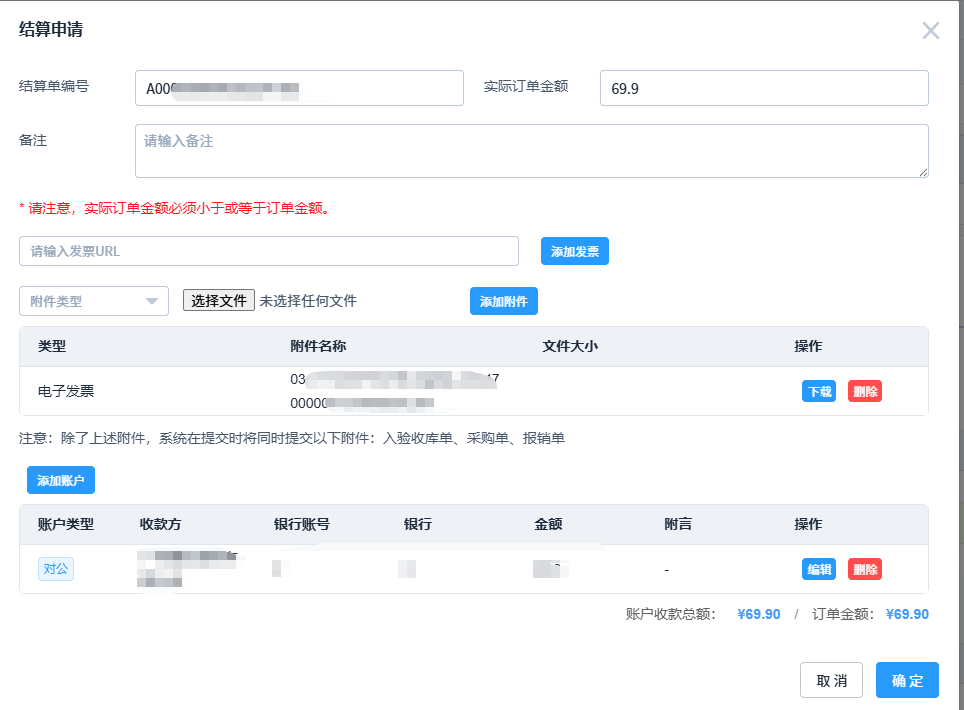 结算申请
结算单编号 A000 实际订单金额 69.9
备注 请输入备注
* 请注意，实际订单金额必须小于或等于订单金额。
请输入发票URL 添加发票
附件类型 选择文件 未选择任何文件 添加附件
类型 附件名称 文件大小 操作
电子发票 03 47 下载 删除
00000
注意：除了上述附件，系统在提交时将同时提交以下附件：入验收库单、采购单、报销单
添加账户
账户类型 收款方 银行账号 银行 金额 附言 操作
对公 - 编辑 删除
账户收款总额： ¥69.90 / 订单金额： ¥69.90
取 消 确 定